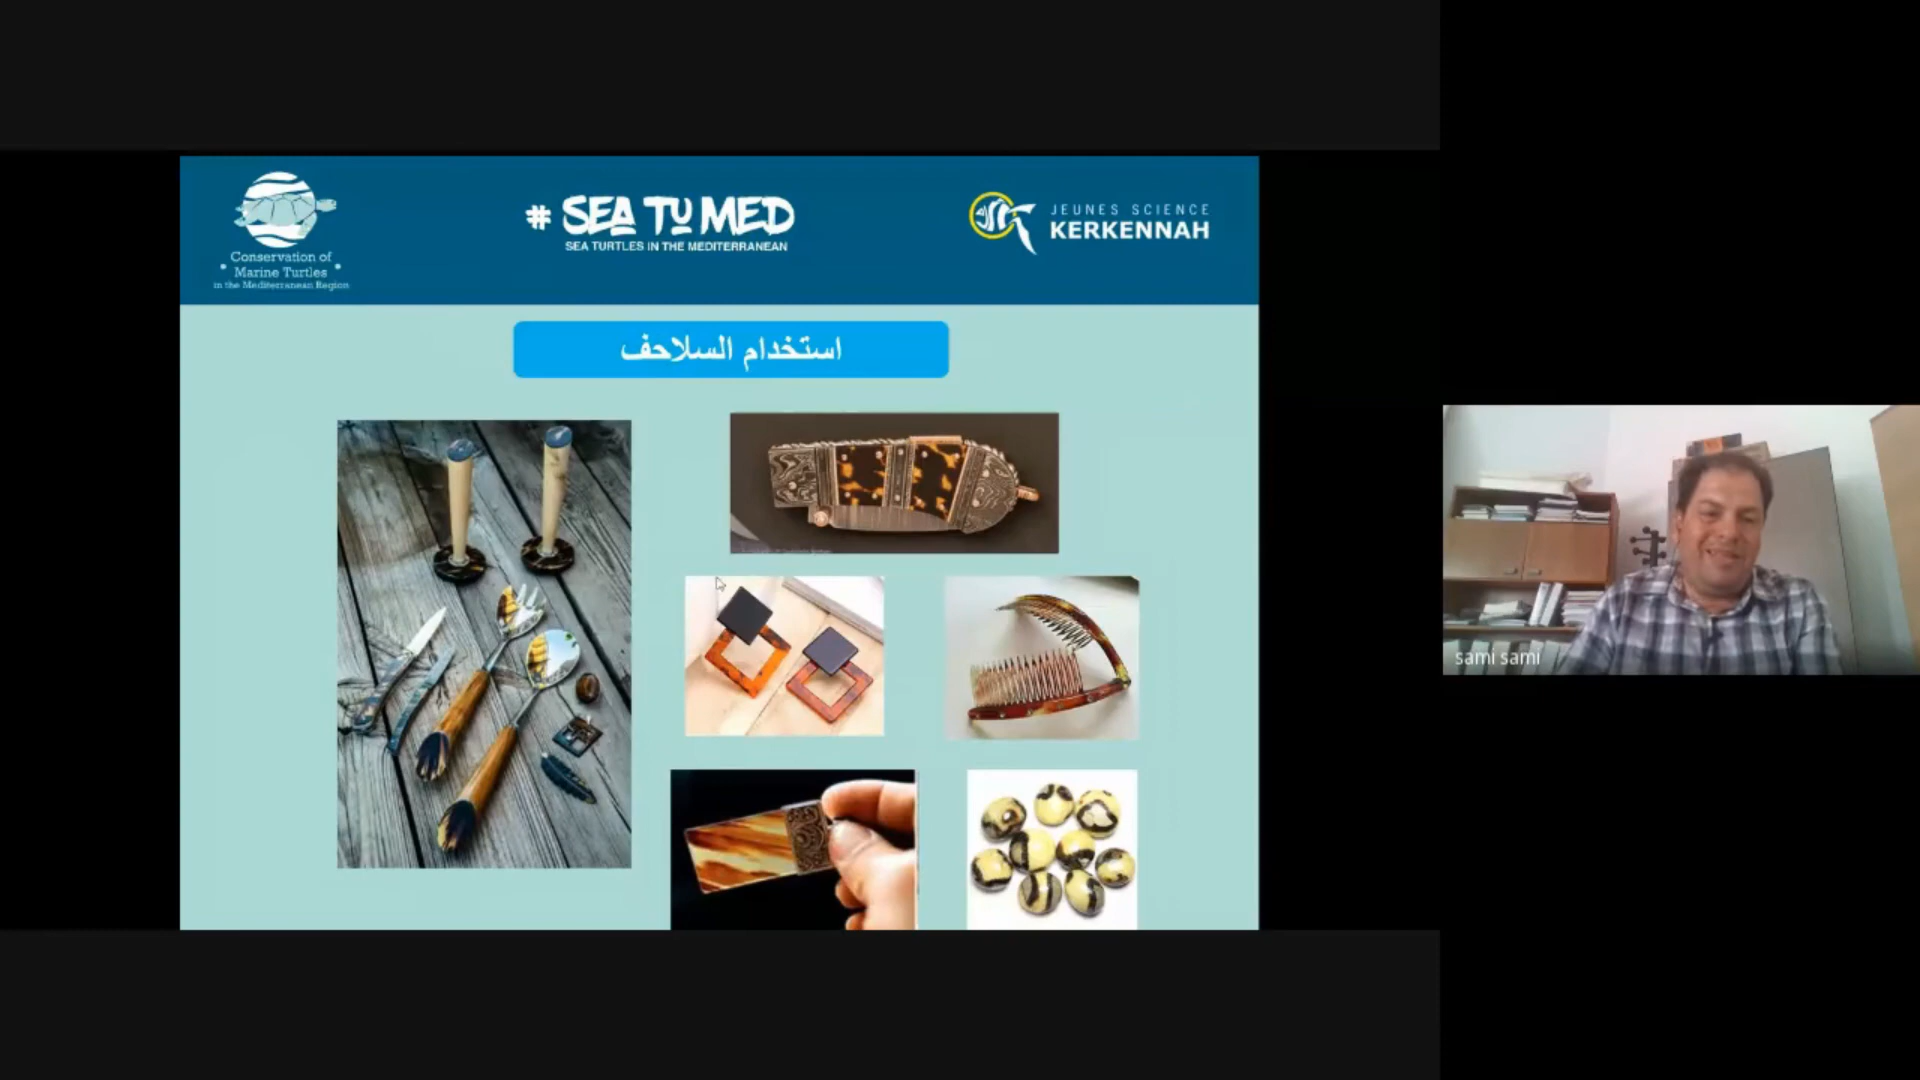 Conservation of
Marine Turtles
in the Mediterranean Region
# SEA TU MED
SEA TURTLES IN THE MEDITERRANEAN
JEUNES SCIENCE
KERKENNAH
استخدام السلاحف
sami sami